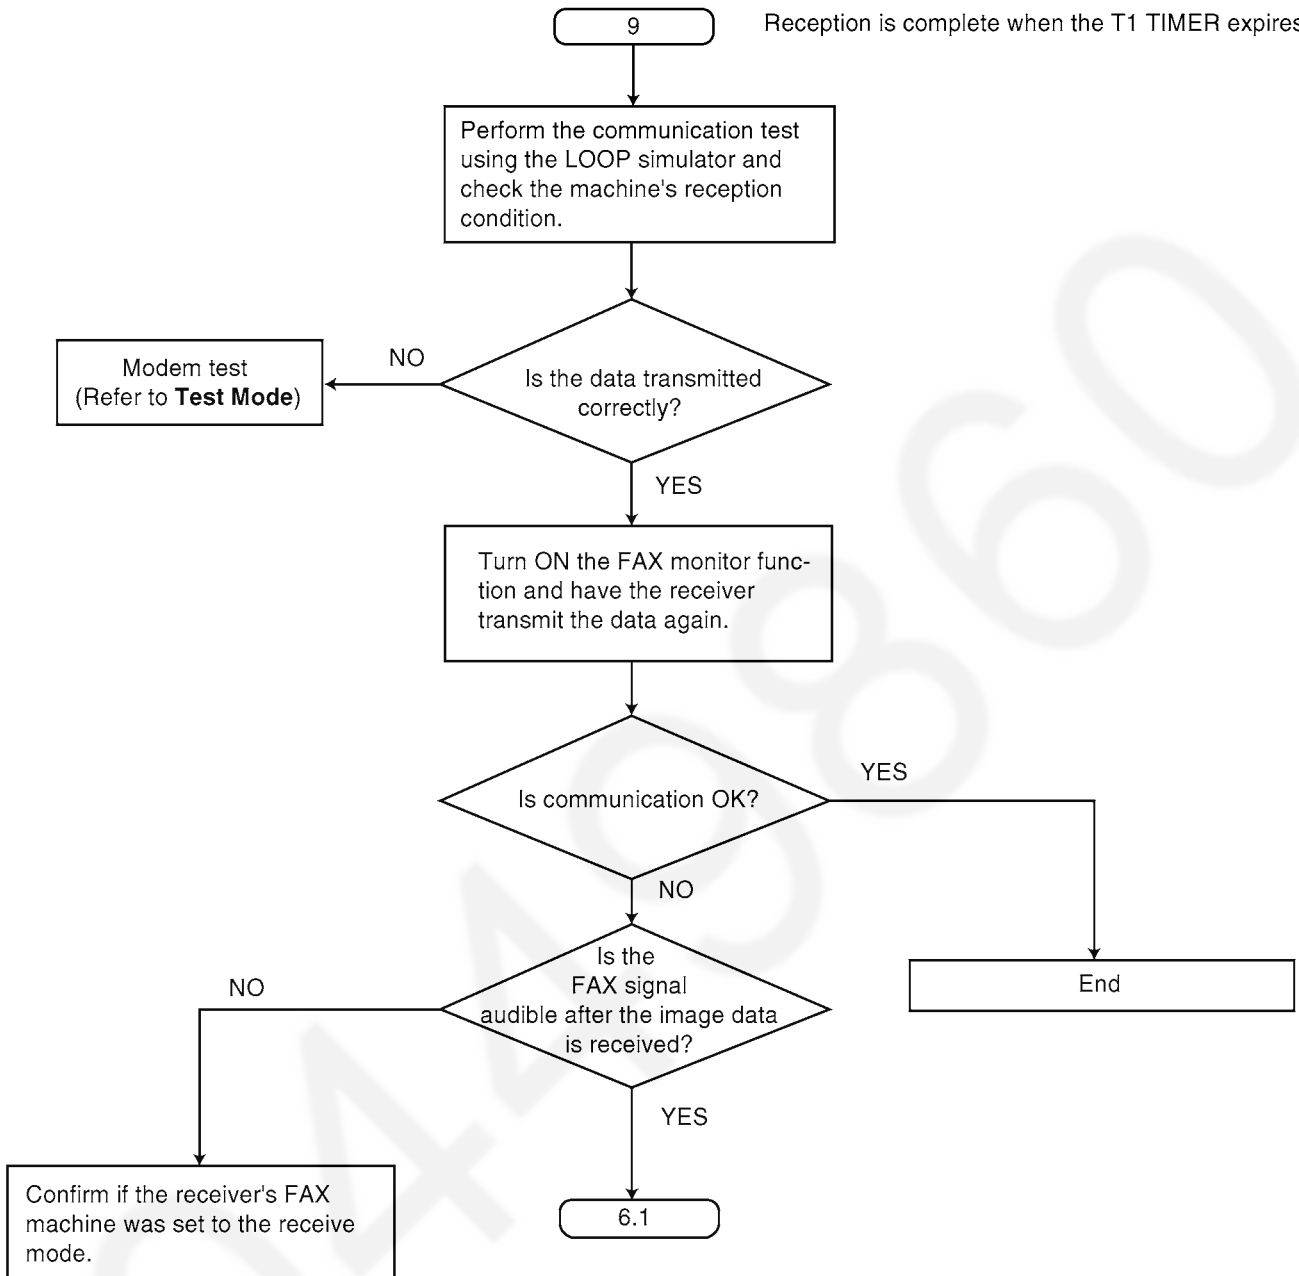 9
Reception is complete when the T1 TIMER expires
Perform the communication test
using the LOOP simulator and
check the machine's reception
condition.
NO
Modem test
(Refer to Test Mode)
Is the data transmitted
correctly?
YES
Turn ON the FAX monitor func-
tion and have the receiver
transmit the data again.
YES
Is communication OK?
NO
Is the
FAX signal
audible after the image data
is received?
NO
End
YES
Confirm if the receiver's FAX
machine was set to the receive
mode.
6.1